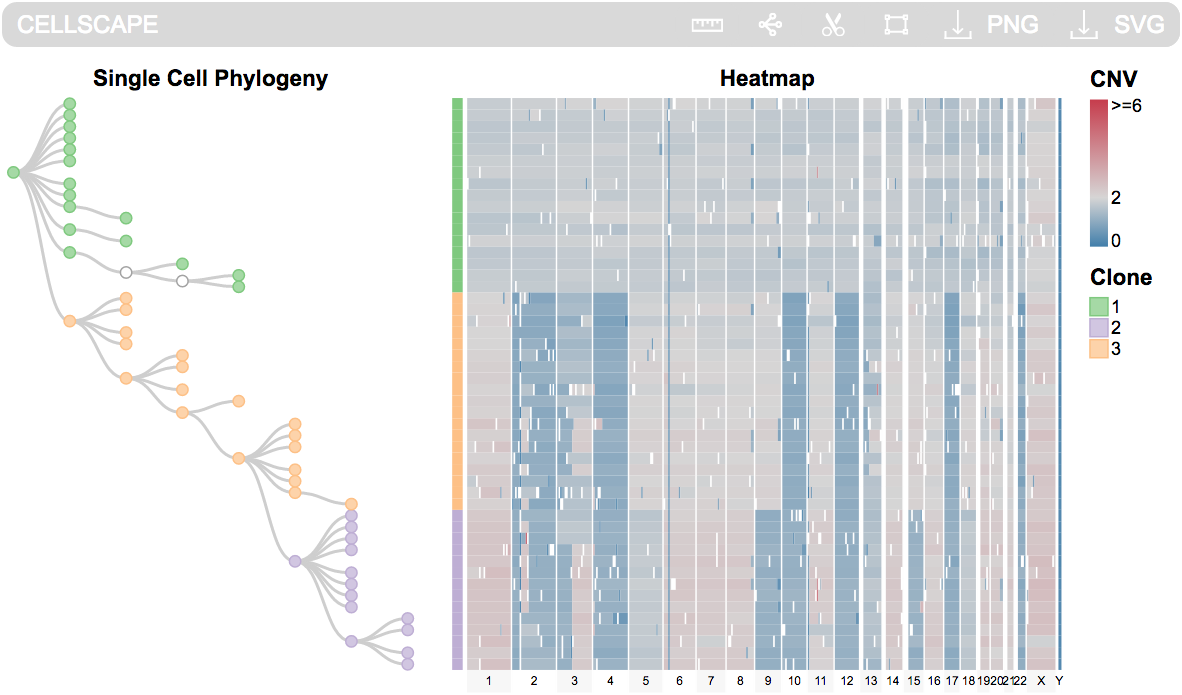 CELLSCAPE PNG SVG
Single Cell Phylogeny
Heatmap
CNV
>=6
2
0
Clone
1
2
3
1 2 3 4 5 6 7 8 9 10 11 12 13 14 15 16 17 18 19 20 21 22 X Y